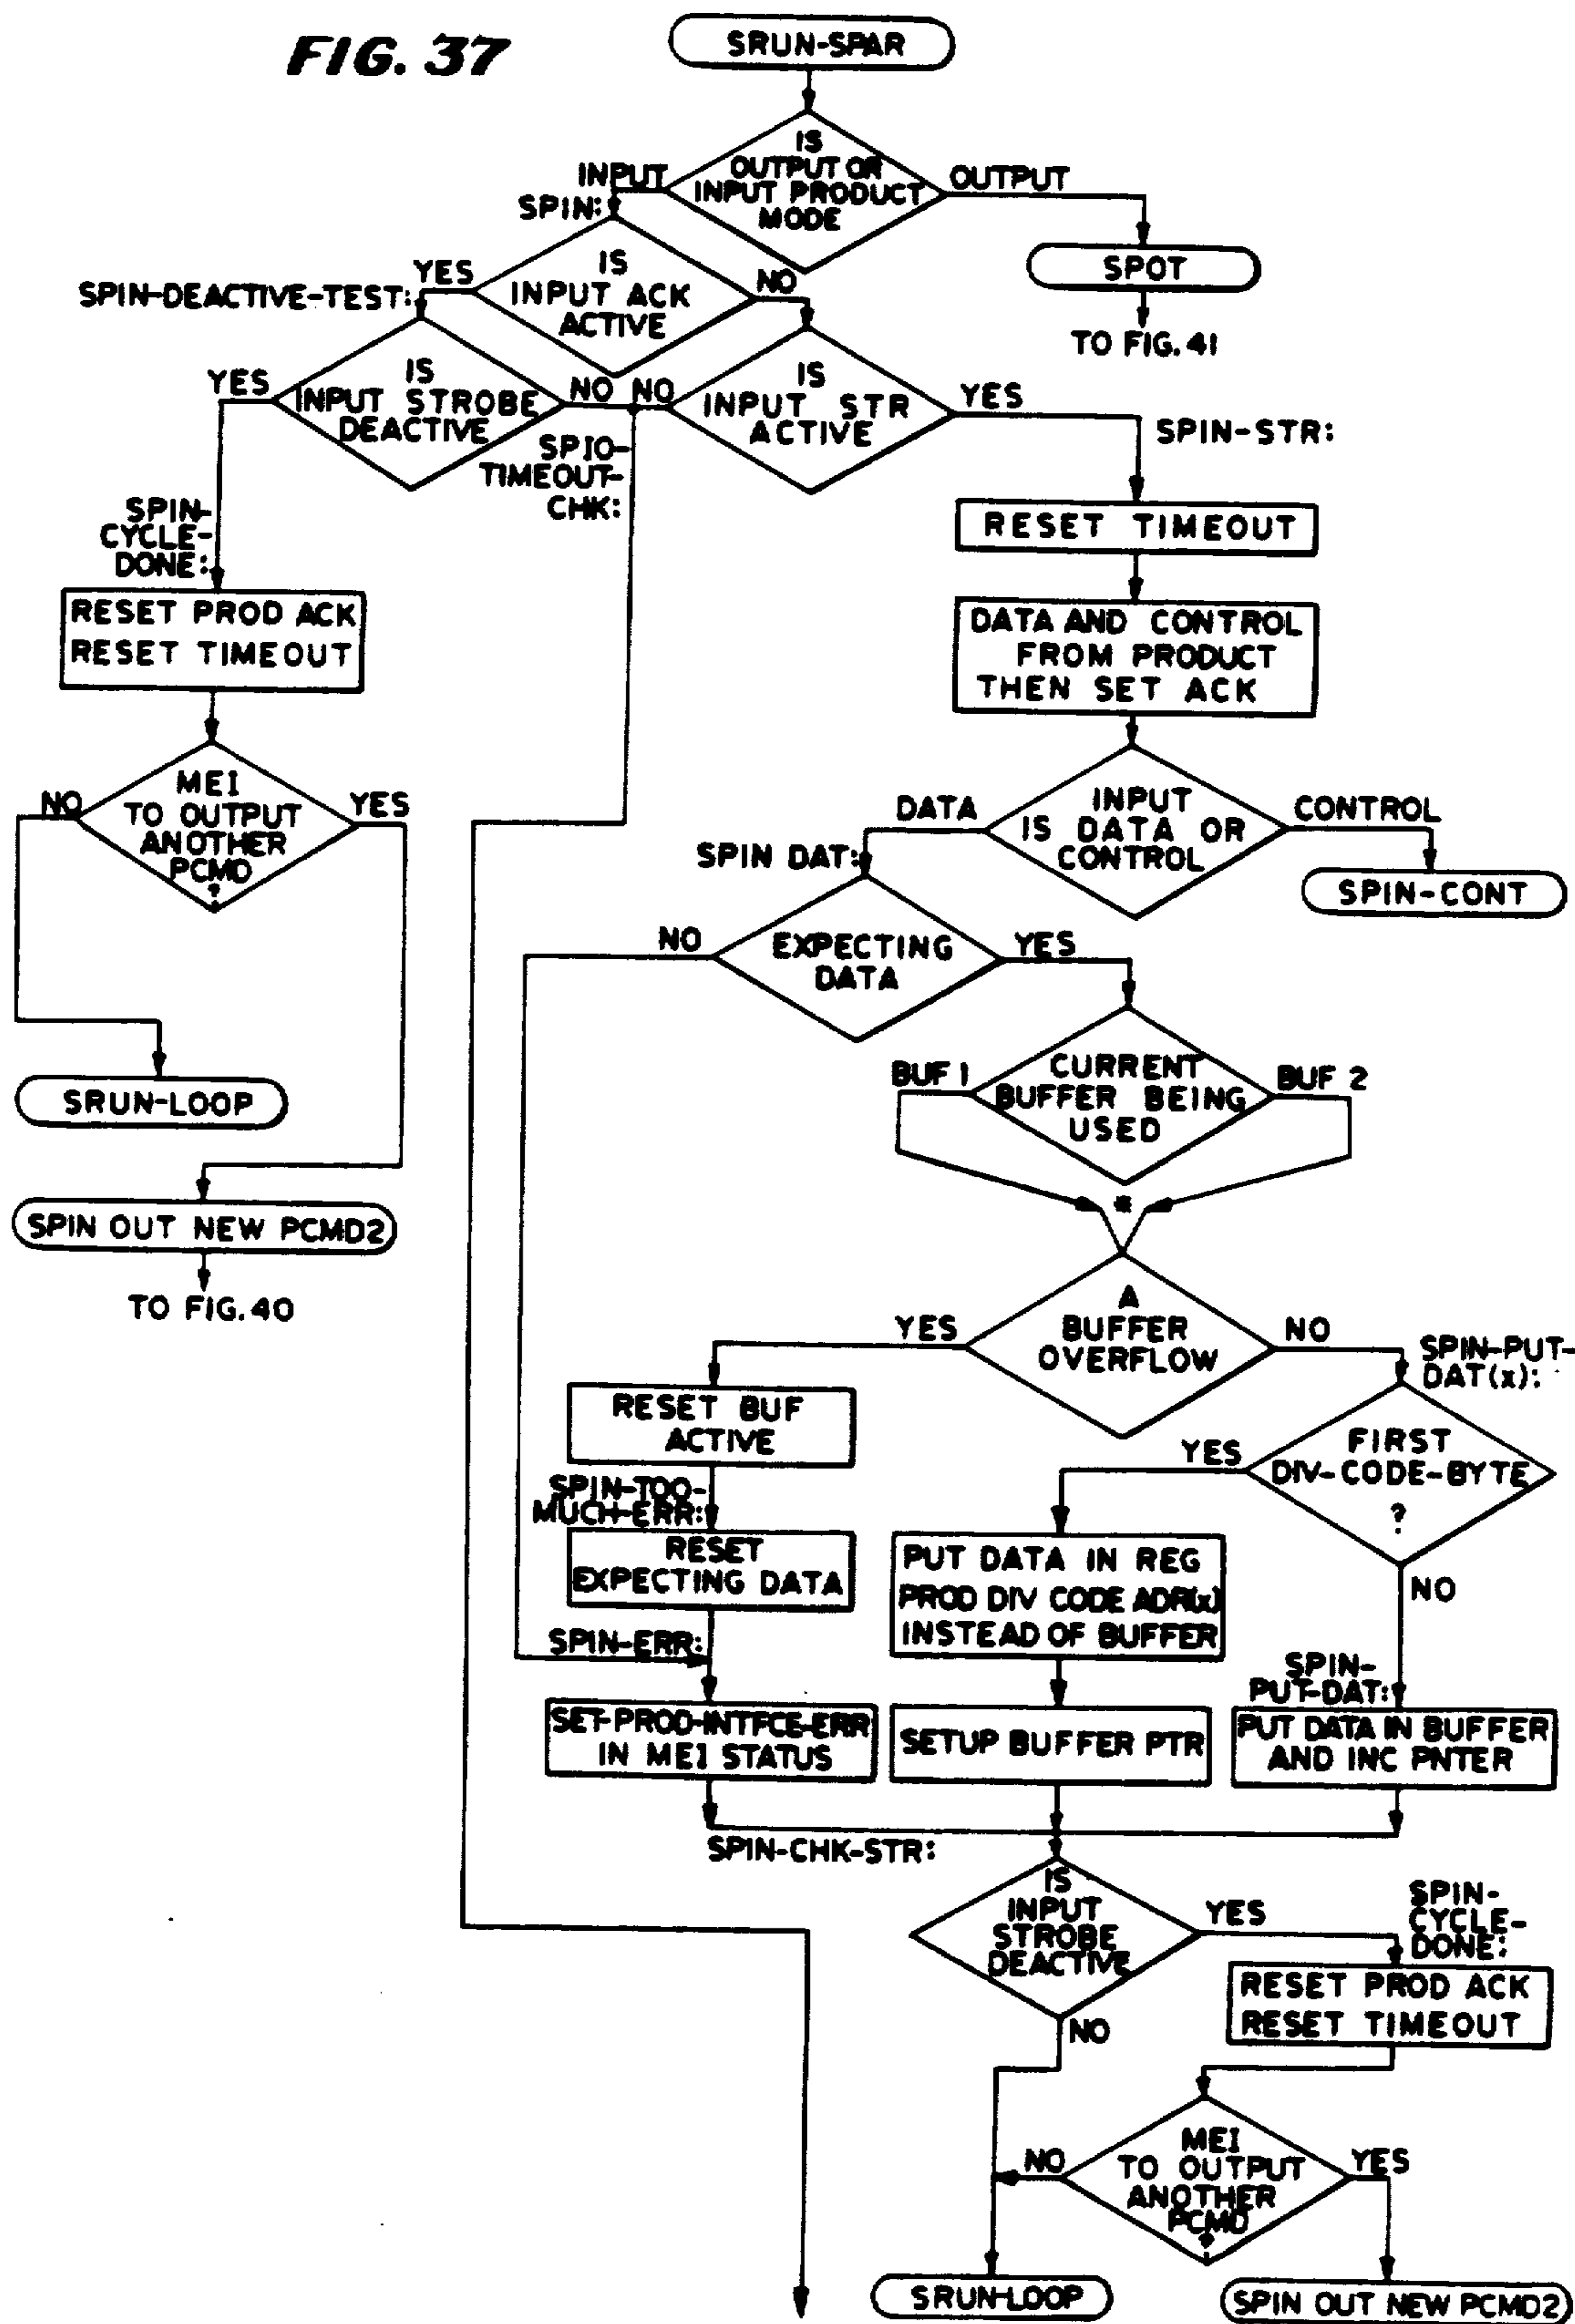 FIG. 37
SRUN-SPAR
IS
OUTPUT OR
INPUT PRODUCT
MODE
INPUT
OUTPUT
SPIN:
SPOT
TO FIG. 41
IS
INPUT ACK
ACTIVE
YES
NO
SPIN-DEACTIVE-TEST:
IS
INPUT STROBE
DEACTIVE
YES
NO
NO
IS
INPUT STR
ACTIVE
YES
SPIO-
TIMEOUT-
CHK:
SPIN-STR:
SPIN-
CYCLE-
DONE:
RESET PROD ACK
RESET TIMEOUT
RESET TIMEOUT
DATA AND CONTROL
FROM PRODUCT
THEN SET ACK
MEI
TO OUTPUT
ANOTHER
PCMD
?
NO
YES
SRUN-LOOP
SPIN OUT NEW PCMD2
TO FIG. 40
INPUT
IS DATA OR
CONTROL
DATA
CONTROL
SPIN DAT:
SPIN-CONT
EXPECTING
DATA
NO
YES
CURRENT
BUFFER BEING
USED
BUF 1
BUF 2
*
A
BUFFER
OVERFLOW
YES
NO
SPIN-PUT-
DAT(x):
RESET BUF
ACTIVE
SPIN-TOO-
MUCH-ERR:
RESET
EXPECTING DATA
SPIN-ERR:
SET-PROD-INTFCE-ERR
IN MEI STATUS
FIRST
DIV-CODE-BYTE
?
YES
NO
PUT DATA IN REG
PROD DIV CODE ADR(x)
INSTEAD OF BUFFER
SETUP BUFFER PTR
SPIN-
PUT-DAT:
PUT DATA IN BUFFER
AND INC PNTER
SPIN-CHK-STR:
IS
INPUT
STROBE
DEACTIVE
YES
NO
SPIN-
CYCLE-
DONE:
RESET PROD ACK
RESET TIMEOUT
MEI
TO OUTPUT
ANOTHER
PCMD
?
NO
YES
SRUN-LOOP
SPIN OUT NEW PCMD2